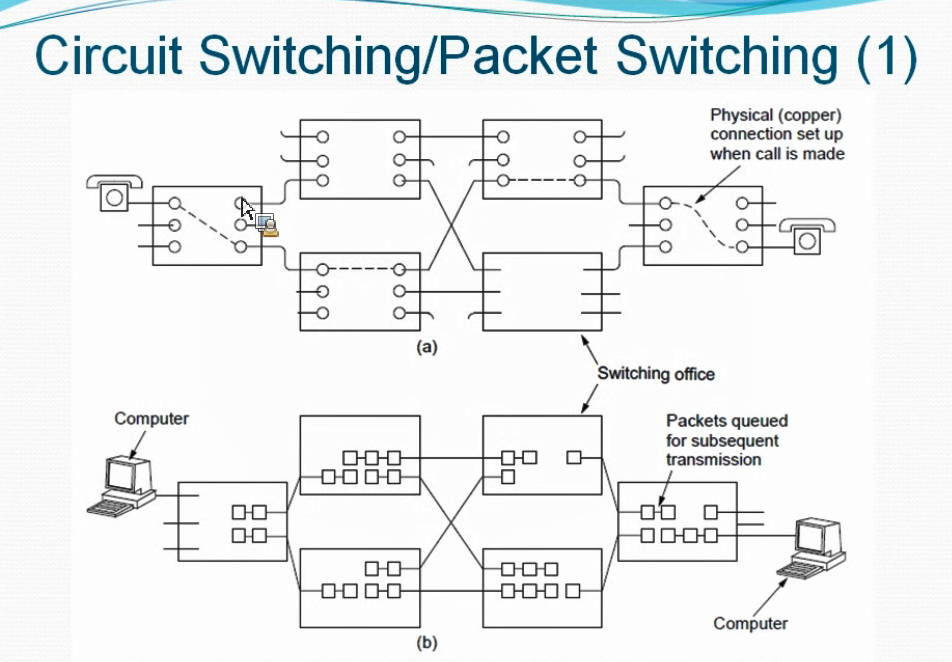 Circuit Switching/Packet Switching (1)
Physical (copper)
connection set up
when call is made
(a)
Switching office
Computer
Packets queued
for subsequent
transmission
Computer
(b)